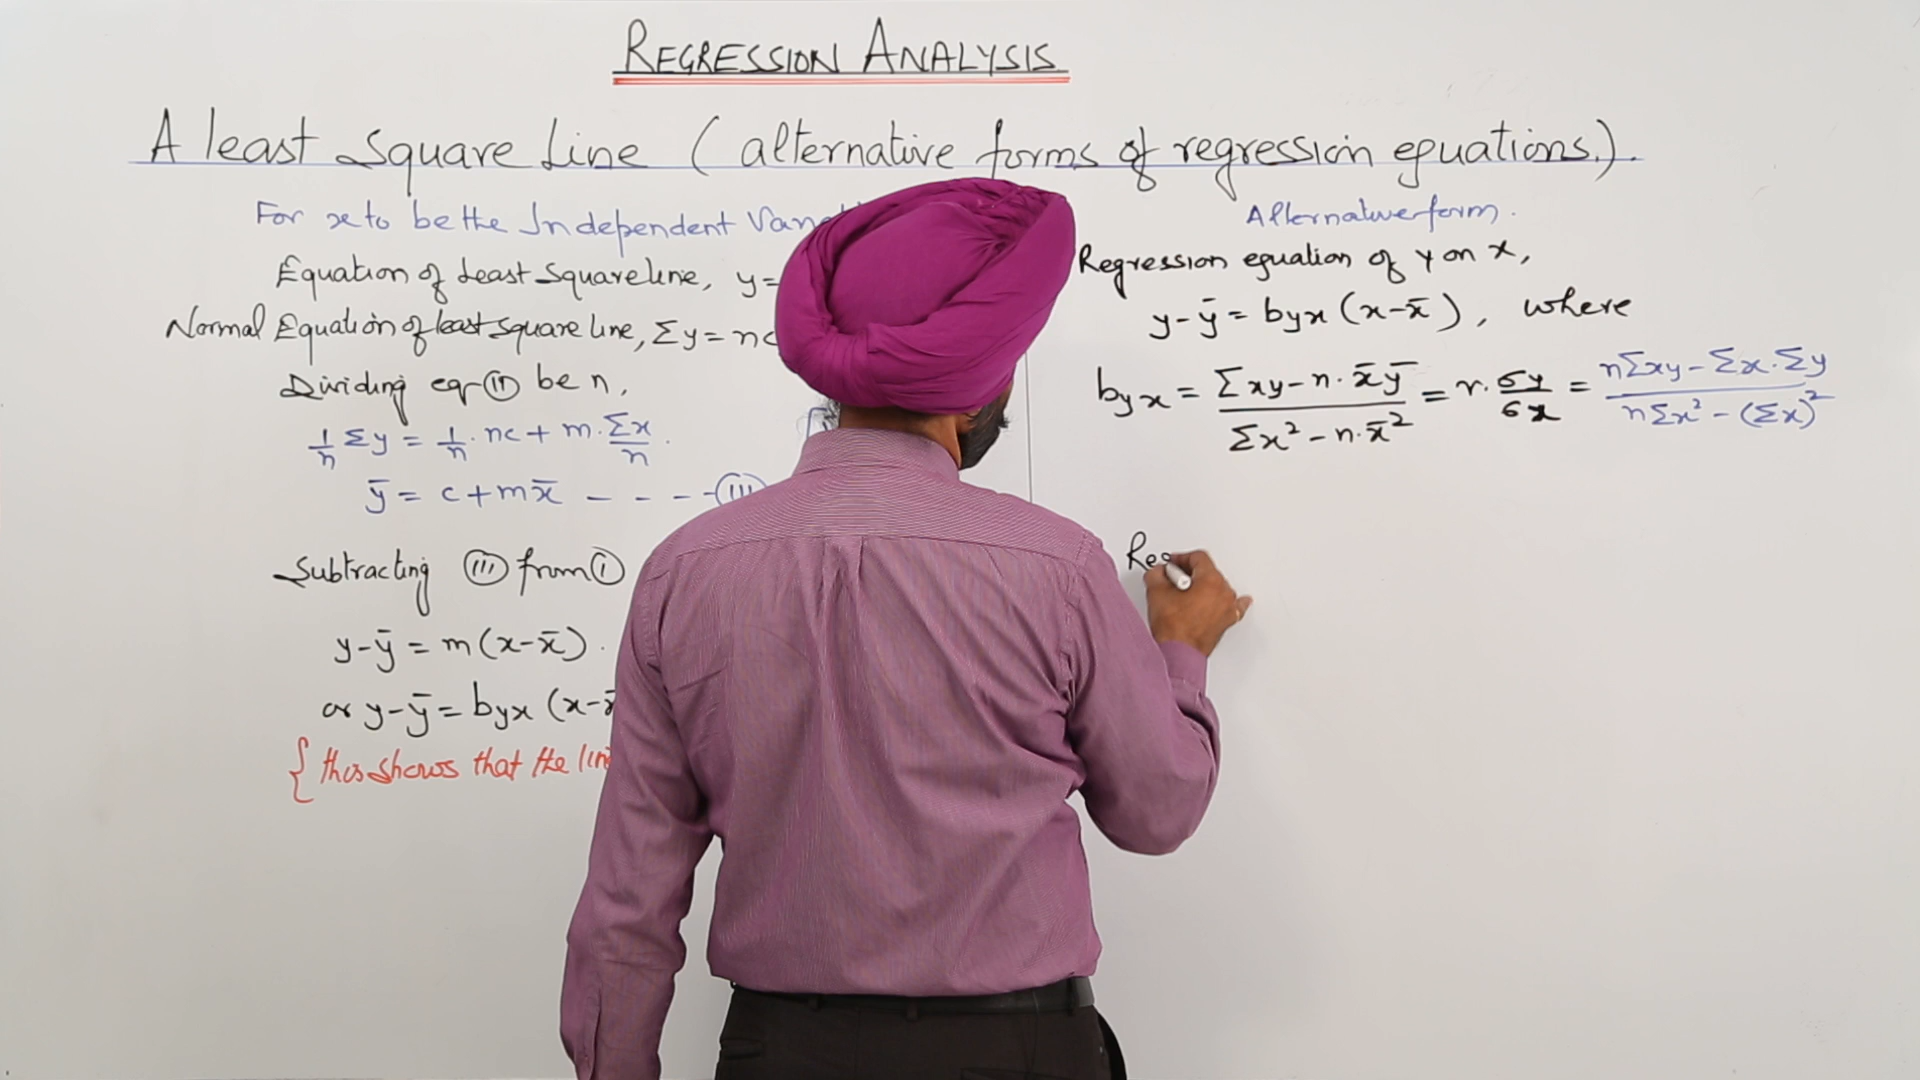 REGRESSION ANALYSIS
A least Square Line ( alternative forms of regression equations.).
For x to be the Independent
Equation of Least Square line, y=
Normal Equation of least square line, Σy = nc
Dividing eq (ii) be n,
1/n Σy = 1/n · nc + m · Σx/n .
ȳ = c + mx̄ - - - - (iii)
Subtracting (iii) from (i)
y-ȳ = m (x-x̄) .
or y-ȳ = byx (x-x̄
{ this shows that the
Alternative form.
Regression equation of y on x,
y-ȳ = byx (x-x̄) , where
byx = (Σxy - n · x̄ȳ)/(Σx² - n · x̄²) = r · σy/σx = (nΣxy - Σx · Σy)/(nΣx² - (Σx)²)
Reg